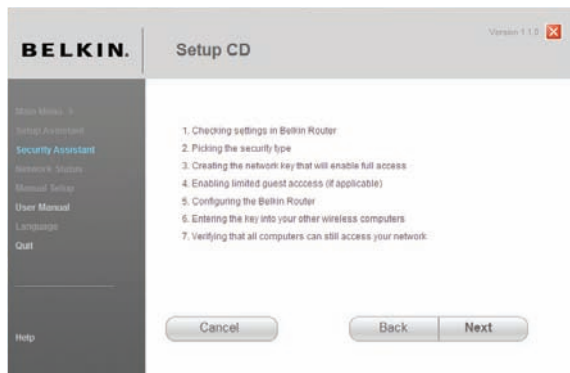 BELKIN.
Setup CD
Version 1.1.0
Main Menu >
Setup Assistant
Security Assistant
Network Status
Manual Setup
User Manual
Language
Quit
Help
1. Checking settings in Belkin Router
2. Picking the security type
3. Creating the network key that will enable full access
4. Enabling limited guest acccess (if applicable)
5. Configuring the Belkin Router
6. Entering the key into your other wireless computers
7. Verifying that all computers can still access your network
Cancel
Back
Next